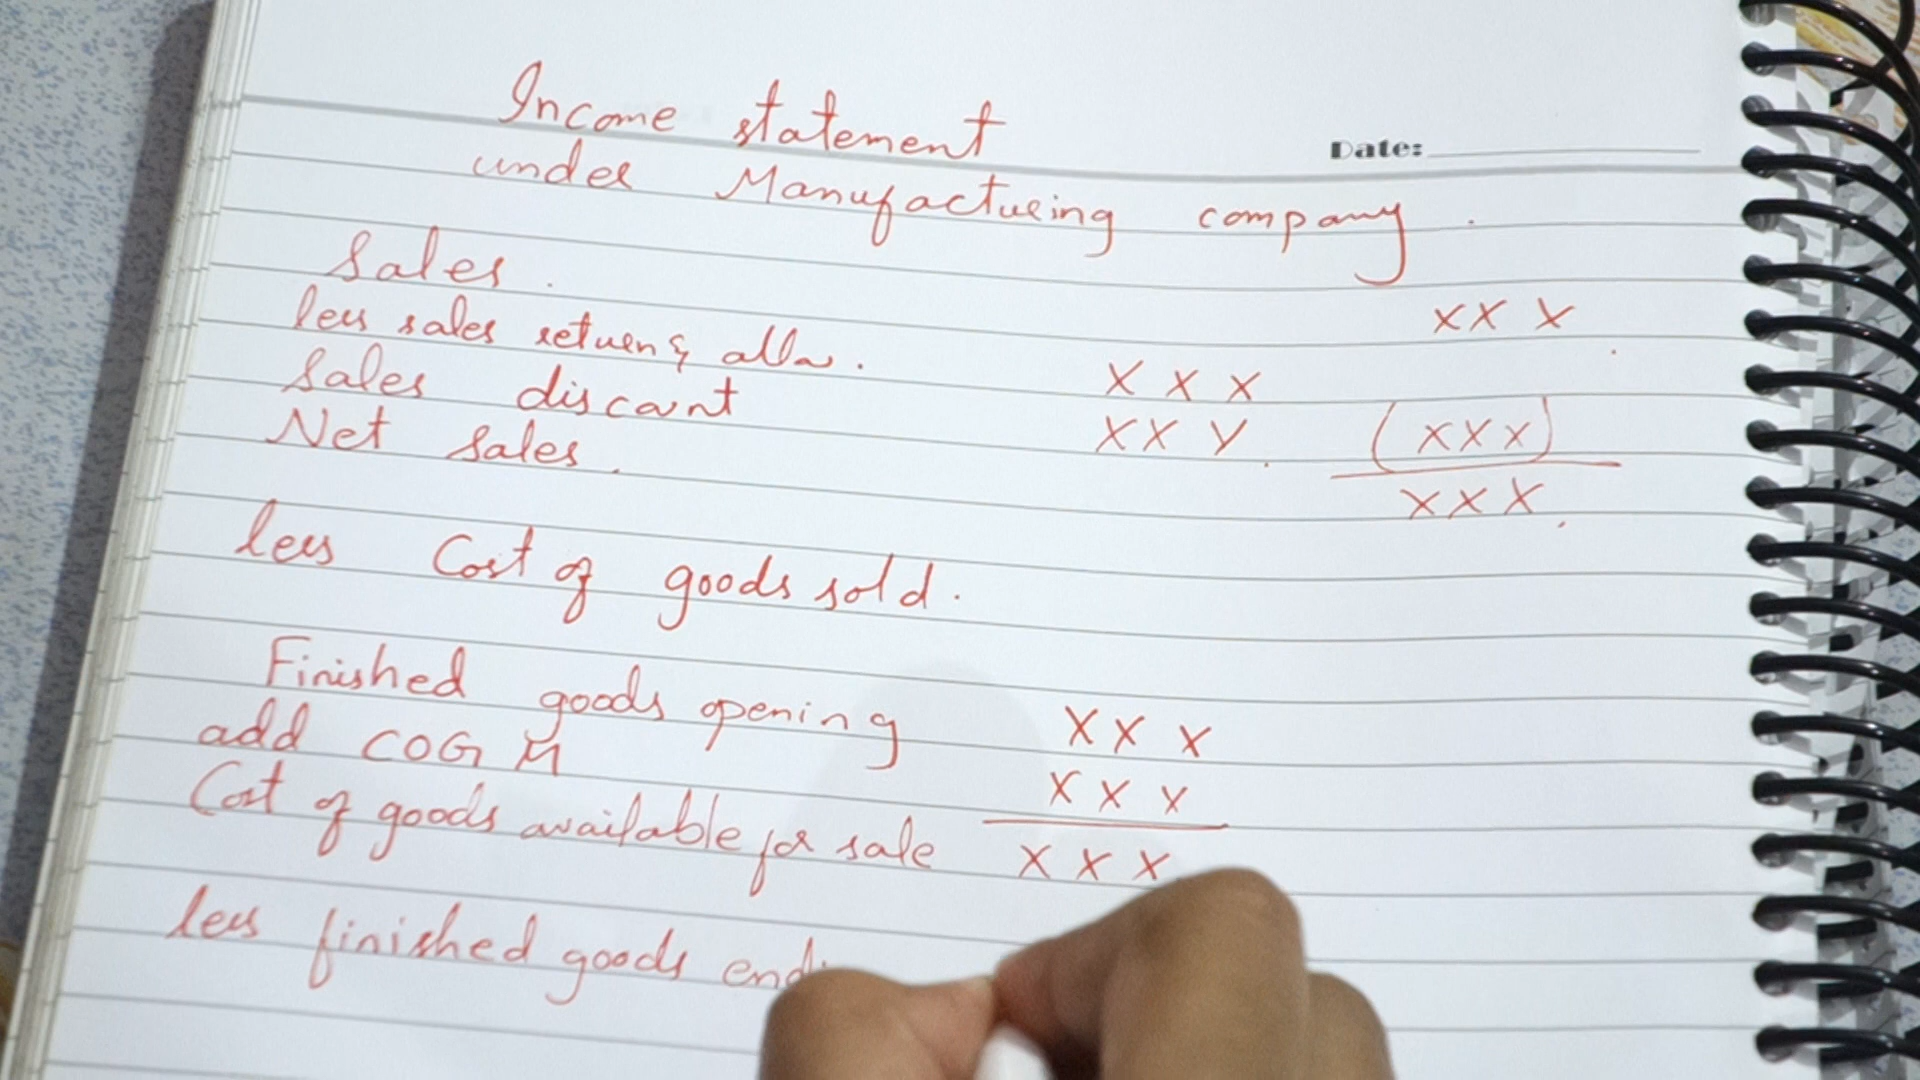 Income statement
Date:
under Manufactueing company.
Sales. XXX
less sales retuen & allw. XXX
Sales discount XXY. (XXX)
Net Sales. XXX.
less Cost of goods sold.
Finished goods opening XXX
add COGM XXX
Cost of goods available for sale XXX
less finished goods endi